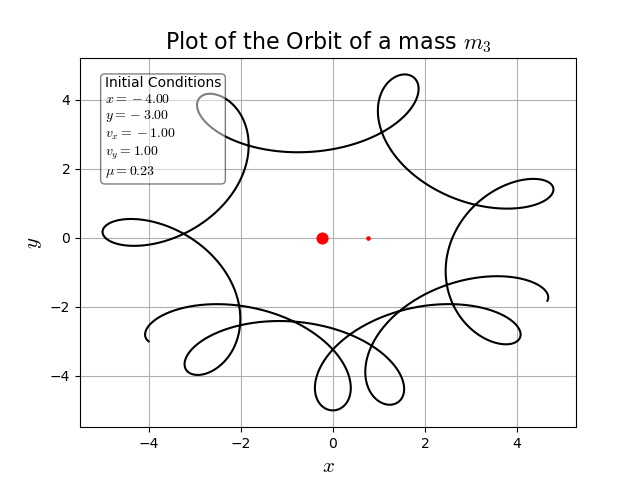 Plot of the Orbit of a mass m₃
Initial Conditions
x = −4.00
y = −3.00
vₓ = −1.00
v_y = 1.00
μ = 0.23
y
4
2
0
−2
−4
−4
−2
0
2
4
x